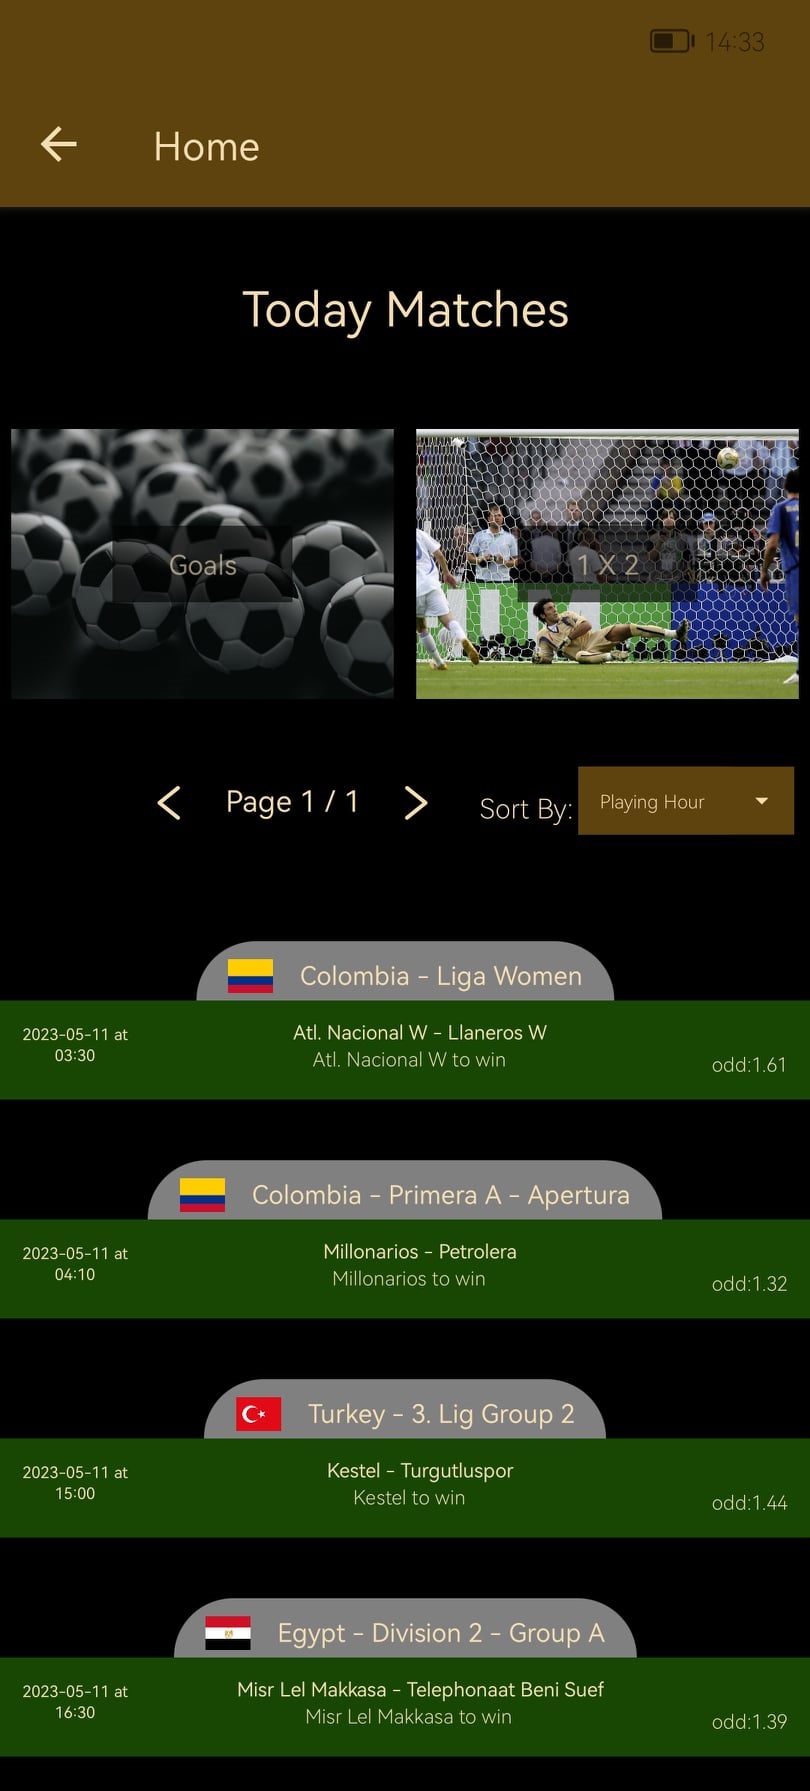 14:33
Home
Today Matches
Goals
1 X 2
Page 1 / 1
Sort By:
Playing Hour
Colombia - Liga Women
2023-05-11 at
03:30
Atl. Nacional W - Llaneros W
Atl. Nacional W to win
odd:1.61
Colombia - Primera A - Apertura
2023-05-11 at
04:10
Millonarios - Petrolera
Millonarios to win
odd:1.32
Turkey - 3. Lig Group 2
2023-05-11 at
15:00
Kestel - Turgutluspor
Kestel to win
odd:1.44
Egypt - Division 2 - Group A
2023-05-11 at
16:30
Misr Lel Makkasa - Telephonaat Beni Suef
Misr Lel Makkasa to win
odd:1.39